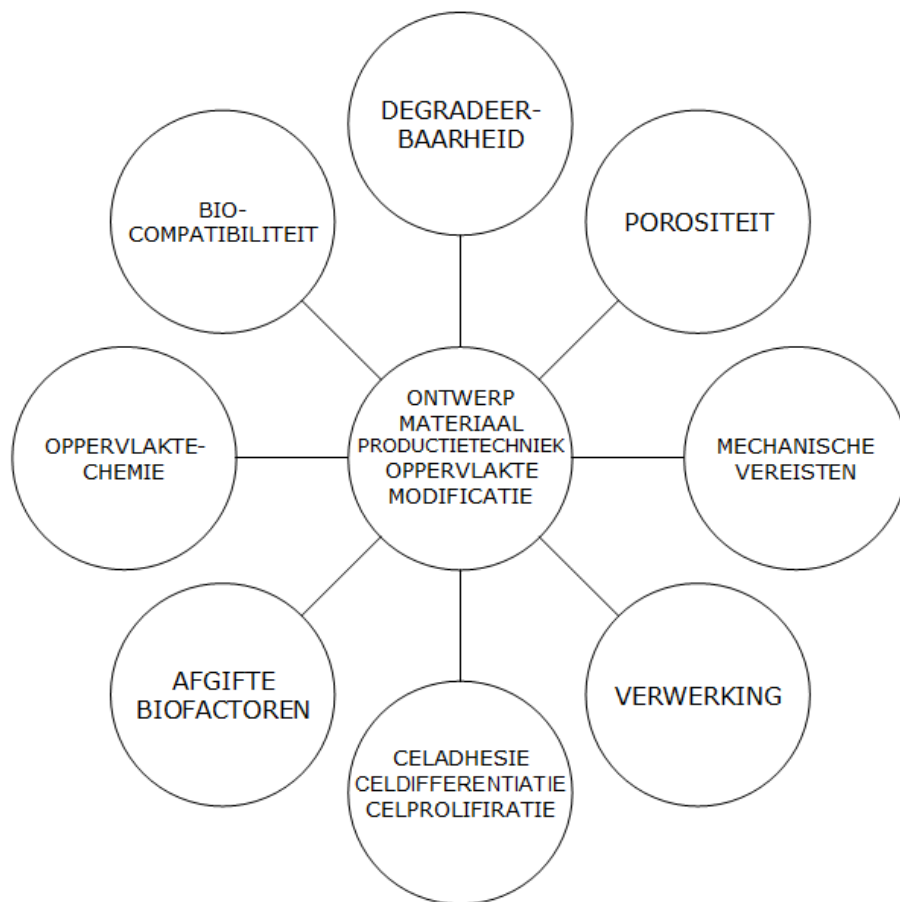 DEGRADEER-
BAARHEID
BIO-
COMPATIBILITEIT
POROSITEIT
ONTWERP
MATERIAAL
PRODUCTIETECHNIEK
OPPERVLAKTE
MODIFICATIE
OPPERVLAKTE-
CHEMIE
MECHANISCHE
VEREISTEN
AFGIFTE
BIOFACTOREN
VERWERKING
CELADHESIE
CELDIFFERENTIATIE
CELPROLIFIRATIE